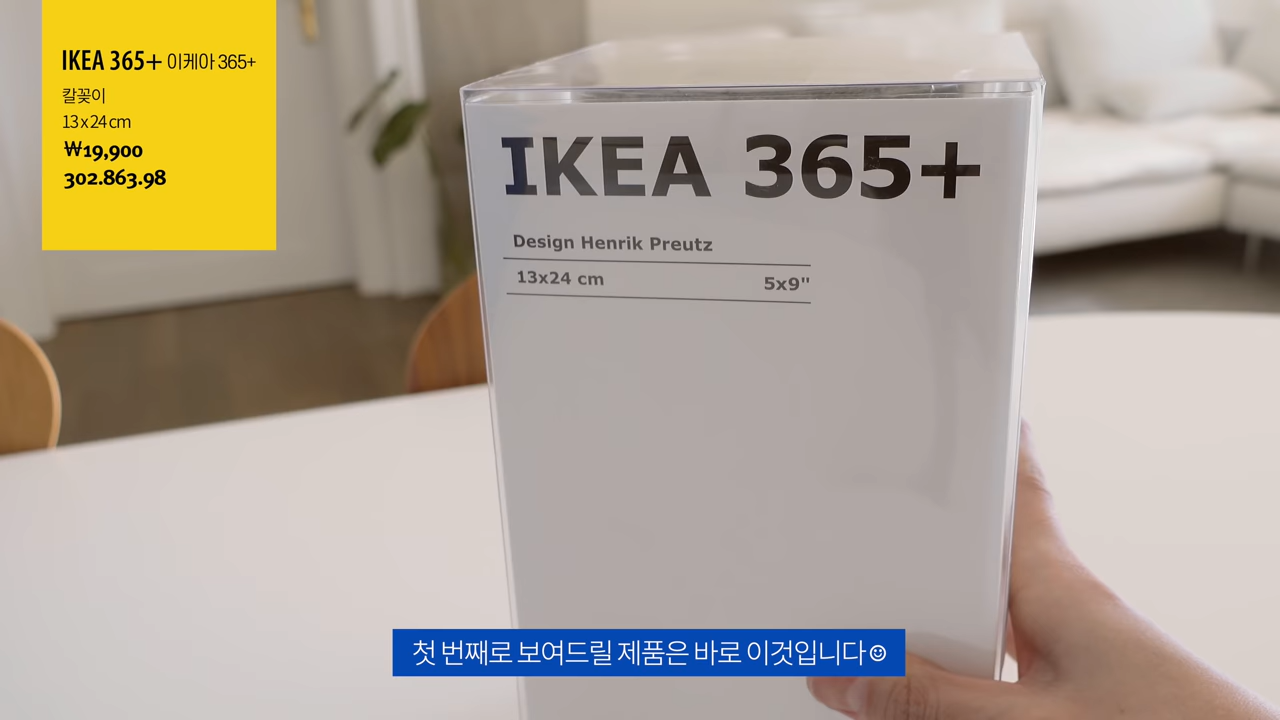 IKEA 365+ 이케아 365+
칼꽂이
13x24cm
₩19,900
302.863.98
IKEA 365+
Design Henrik Preutz
13x24 cm 5x9"
첫 번째로 보여드릴 제품은 바로 이것입니다☺